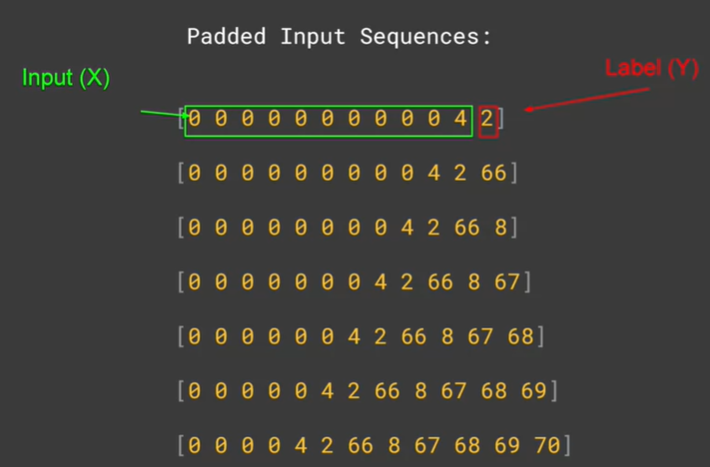 Padded Input Sequences:
Input (X)
Label (Y)
[0 0 0 0 0 0 0 0 0 0 4 2]
[0 0 0 0 0 0 0 0 0 4 2 66]
[0 0 0 0 0 0 0 0 4 2 66 8]
[0 0 0 0 0 0 0 4 2 66 8 67]
[0 0 0 0 0 0 4 2 66 8 67 68]
[0 0 0 0 0 4 2 66 8 67 68 69]
[0 0 0 0 4 2 66 8 67 68 69 70]